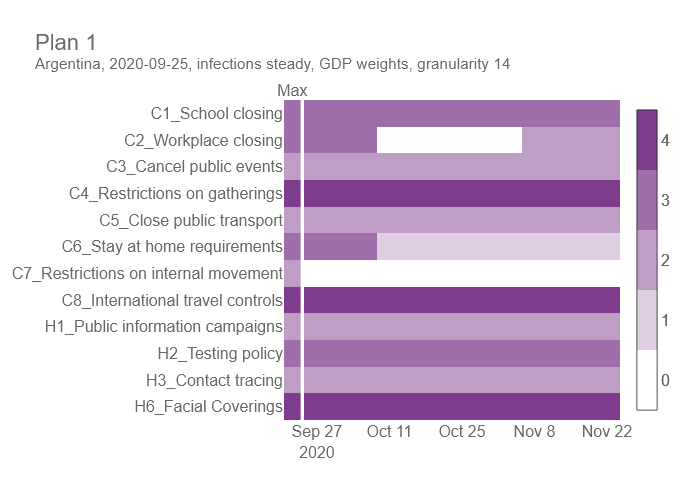 Plan 1
Argentina, 2020-09-25, infections steady, GDP weights, granularity 14
Max
C1_School closing
C2_Workplace closing
C3_Cancel public events
C4_Restrictions on gatherings
C5_Close public transport
C6_Stay at home requirements
C7_Restrictions on internal movement
C8_International travel controls
H1_Public information campaigns
H2_Testing policy
H3_Contact tracing
H6_Facial Coverings
4
3
2
1
0
Sep 27 Oct 11 Oct 25 Nov 8 Nov 22
2020